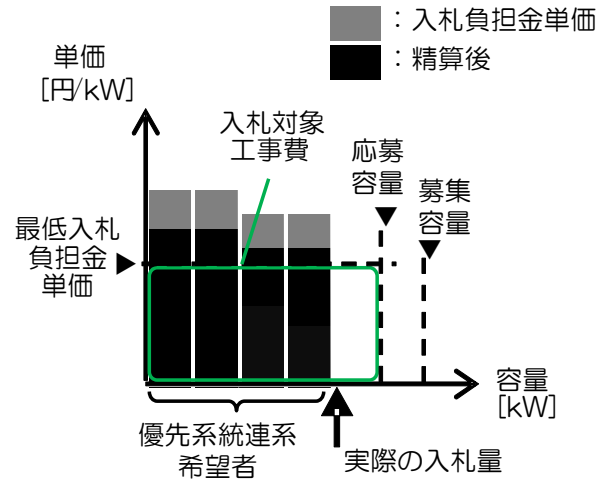 ：入札負担金単価
：精算後
単価
[円/kW]
入札対象
工事費
応募
容量
募集
容量
最低入札
負担金
単価
容量
[kW]
優先系統連系
希望者
実際の入札量